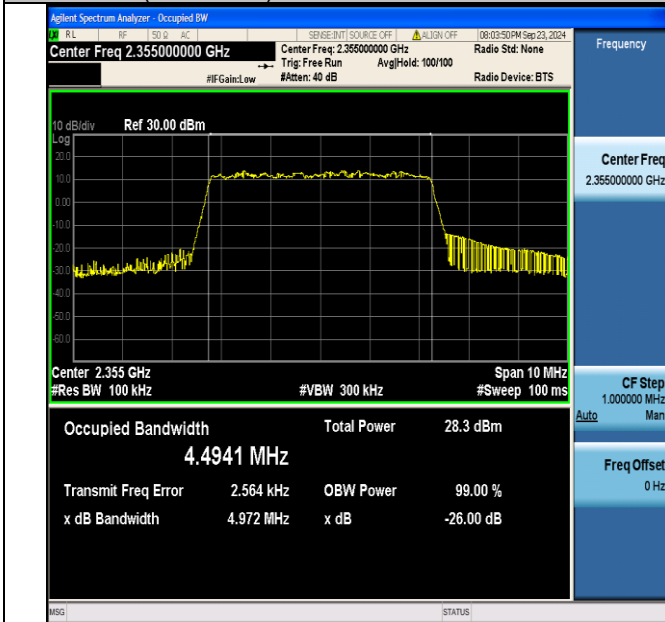 Agilent Spectrum Analyzer - Occupied BW
RL RF 50 Ω AC SENSE:INT SOURCE OFF ALIGN OFF 08:03:50 PM Sep 23, 2024
Center Freq 2.355000000 GHz Center Freq: 2.355000000 GHz Radio Std: None
Trig: Free Run Avg|Hold: 100/100
#IFGain:Low #Atten: 40 dB Radio Device: BTS
Frequency
10 dB/div Ref 30.00 dBm
Log
20.0
10.0
0.00
-10.0
-20.0
-30.0
-40.0
-50.0
-60.0
Center 2.355 GHz Span 10 MHz
#Res BW 100 kHz #VBW 300 kHz #Sweep 100 ms
Occupied Bandwidth Total Power 28.3 dBm
4.4941 MHz
Transmit Freq Error 2.564 kHz OBW Power 99.00 %
x dB Bandwidth 4.972 MHz x dB -26.00 dB
Center Freq
2.355000000 GHz
CF Step
1.000000 MHz
Auto Man
Freq Offset
0 Hz
MSG STATUS